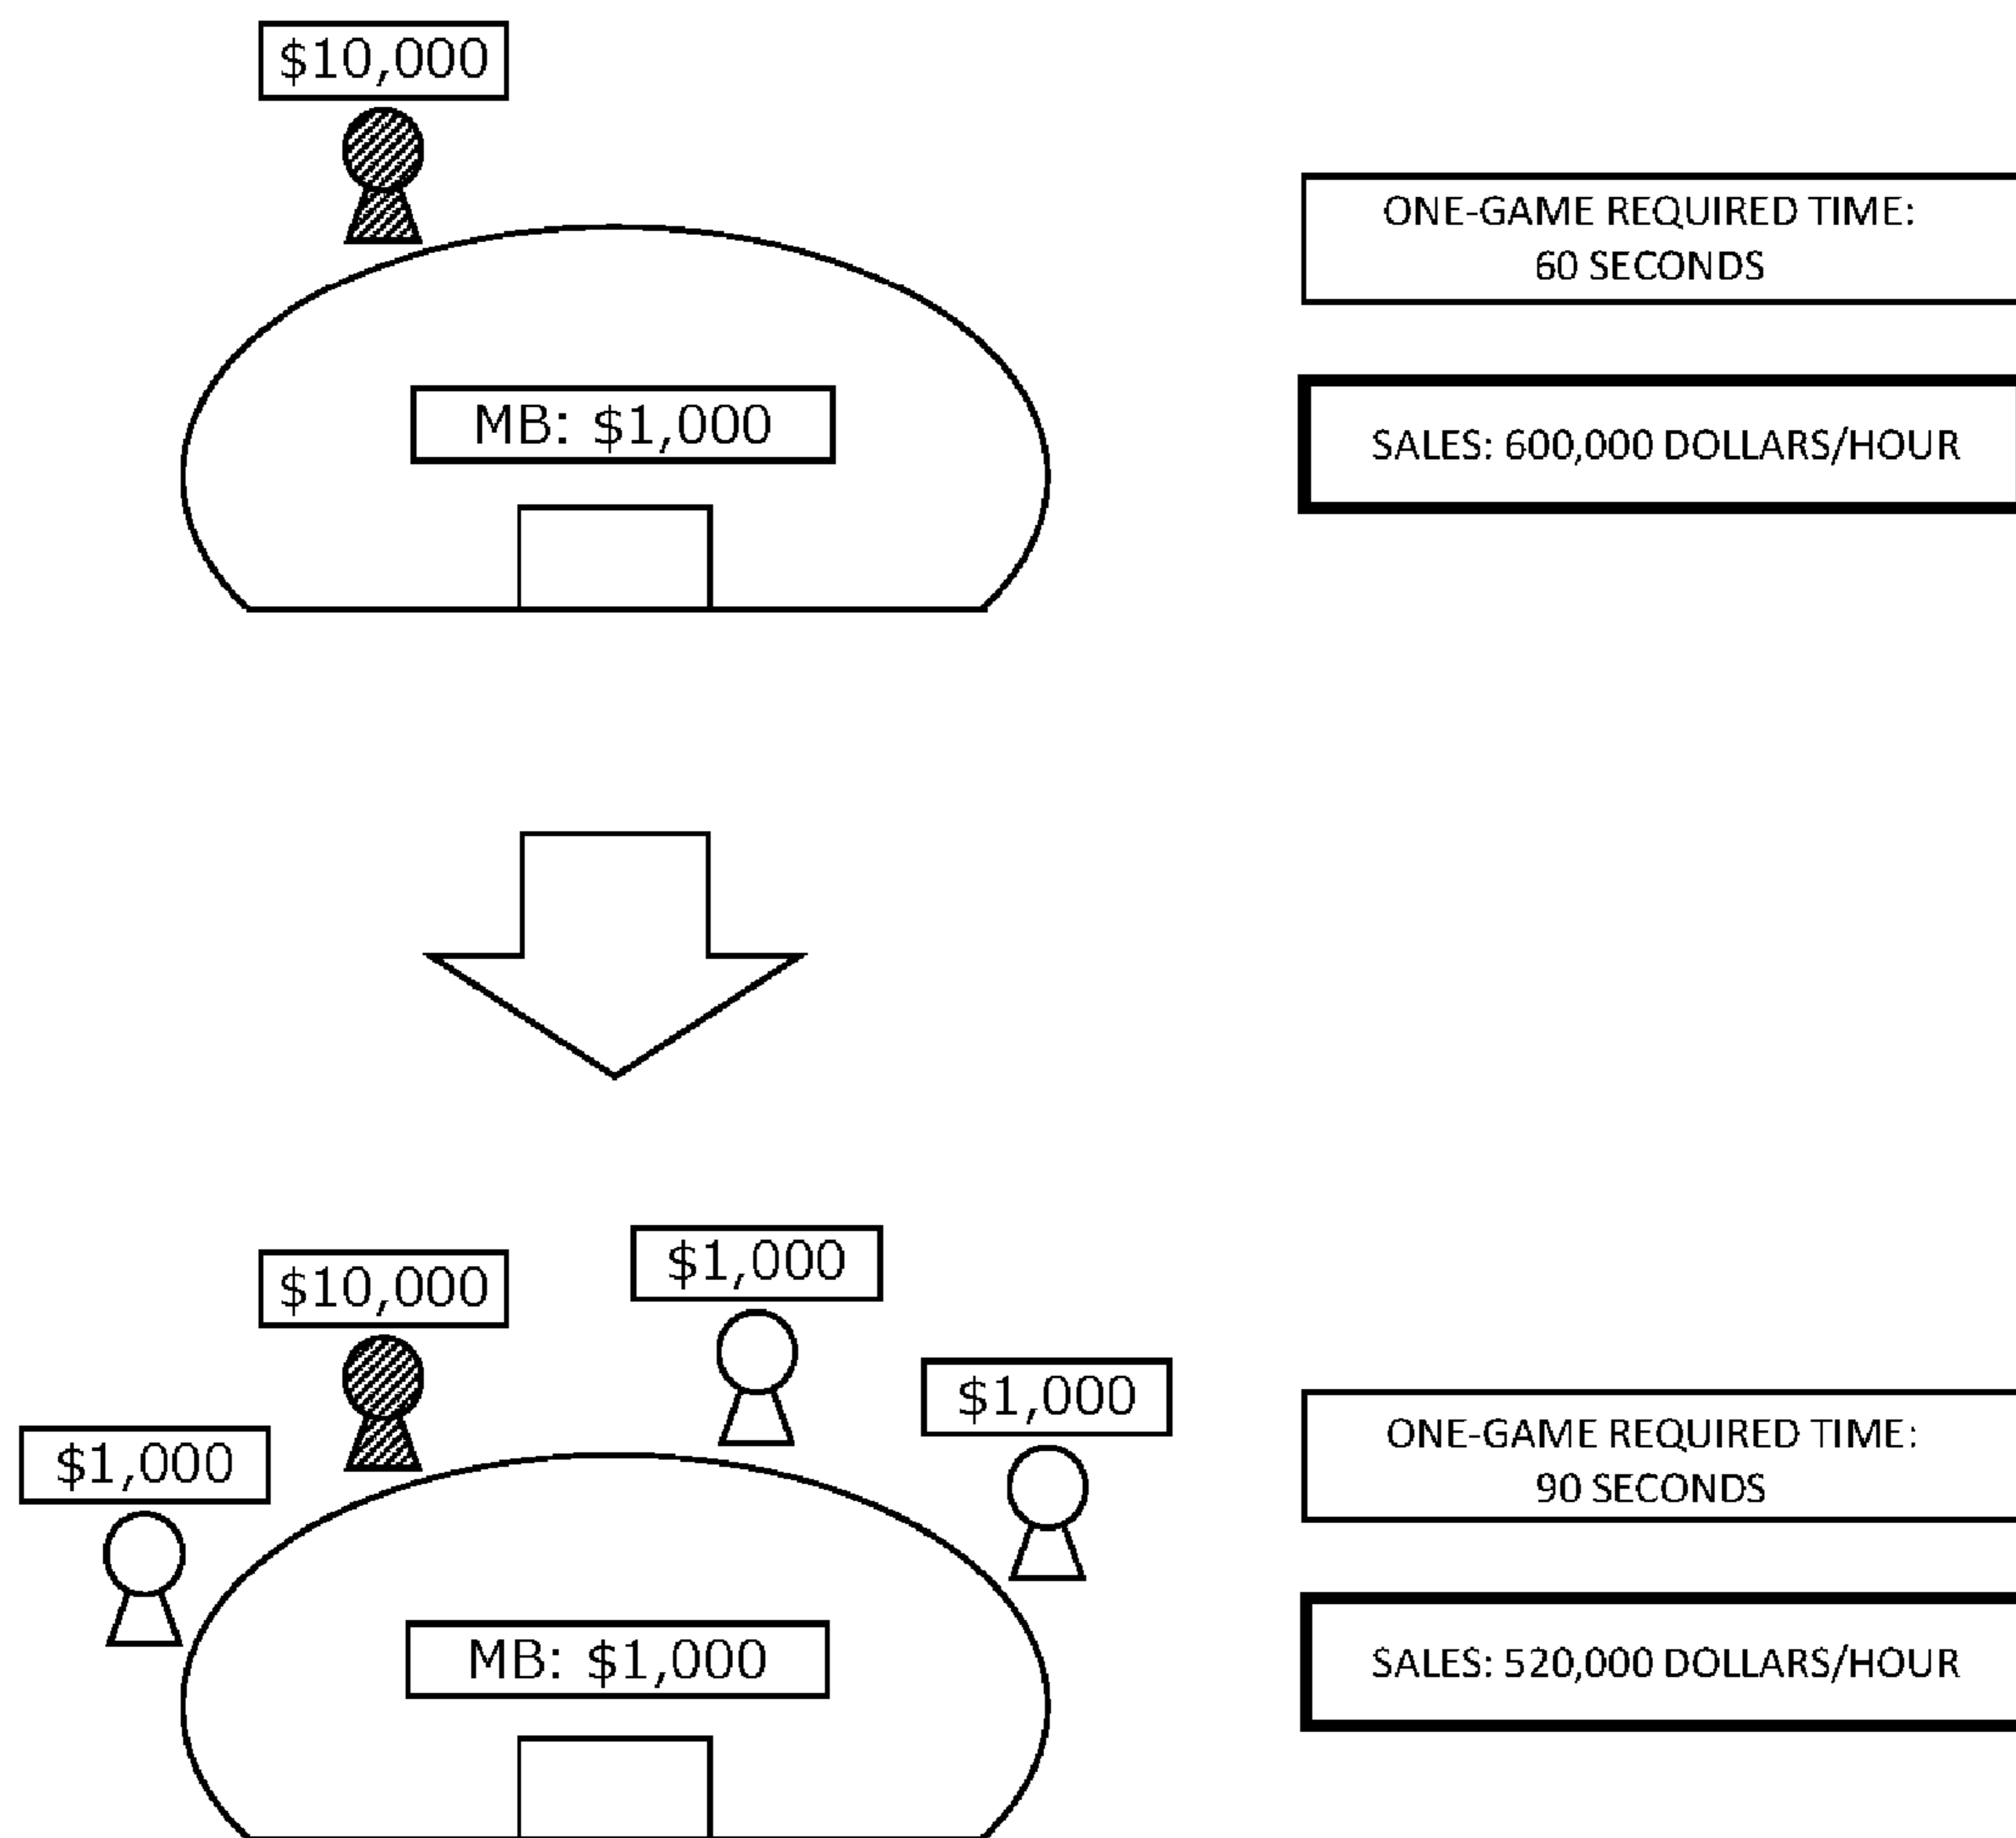 $10,000
ONE-GAME REQUIRED TIME:
60 SECONDS
MB: $1,000
SALES: 600,000 DOLLARS/HOUR
$1,000
$10,000
$1,000
$1,000
ONE-GAME REQUIRED TIME:
90 SECONDS
MB: $1,000
SALES: 520,000 DOLLARS/HOUR